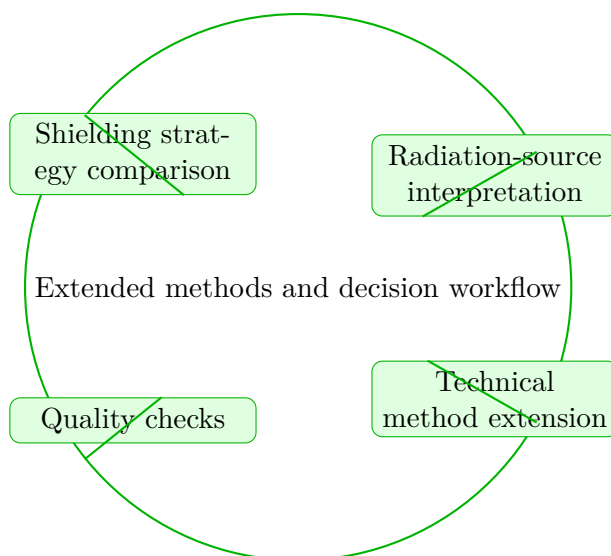 Shielding strat-
egy comparison
Radiation-source
interpretation
Extended methods and decision workflow
Quality checks
Technical
method extension